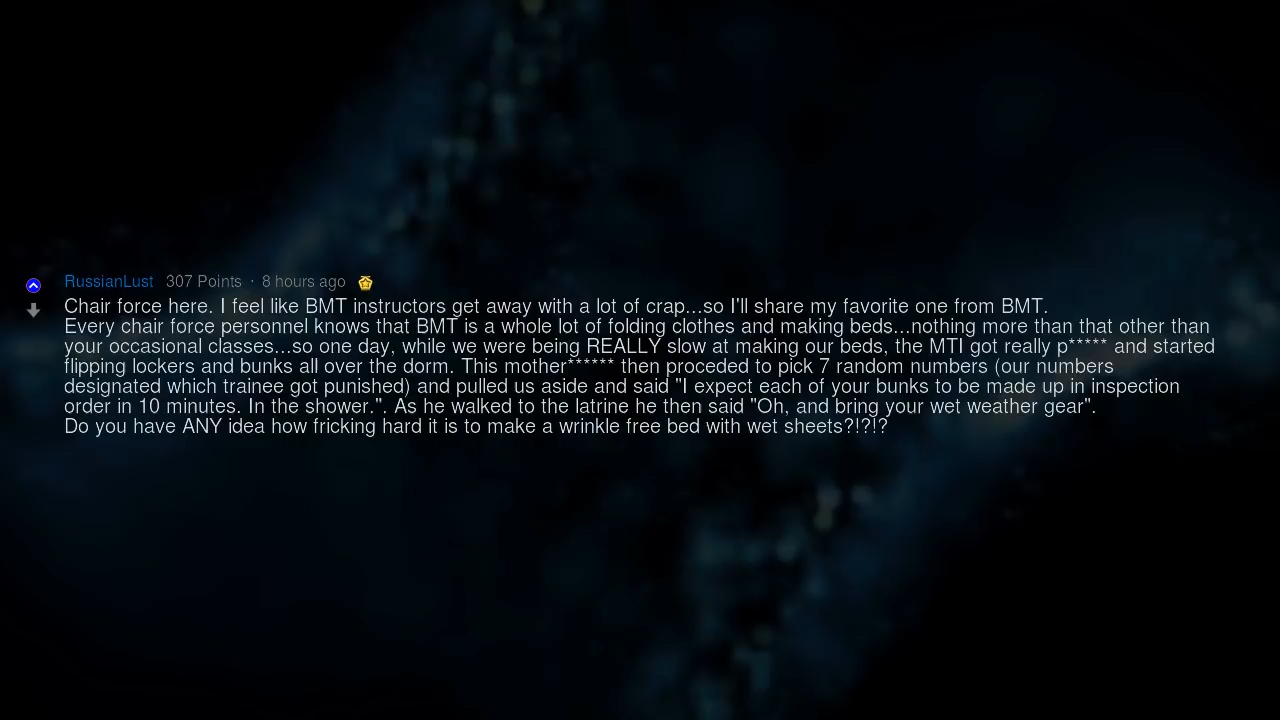 RussianLust 307 Points · 8 hours ago
Chair force here. I feel like BMT instructors get away with a lot of crap...so I'll share my favorite one from BMT.
Every chair force personnel knows that BMT is a whole lot of folding clothes and making beds...nothing more than that other than
your occasional classes...so one day, while we were being REALLY slow at making our beds, the MTI got really p***** and started
flipping lockers and bunks all over the dorm. This mother****** then proceded to pick 7 random numbers (our numbers
designated which trainee got punished) and pulled us aside and said "I expect each of your bunks to be made up in inspection
order in 10 minutes. In the shower.". As he walked to the latrine he then said "Oh, and bring your wet weather gear".
Do you have ANY idea how fricking hard it is to make a wrinkle free bed with wet sheets?!?!?